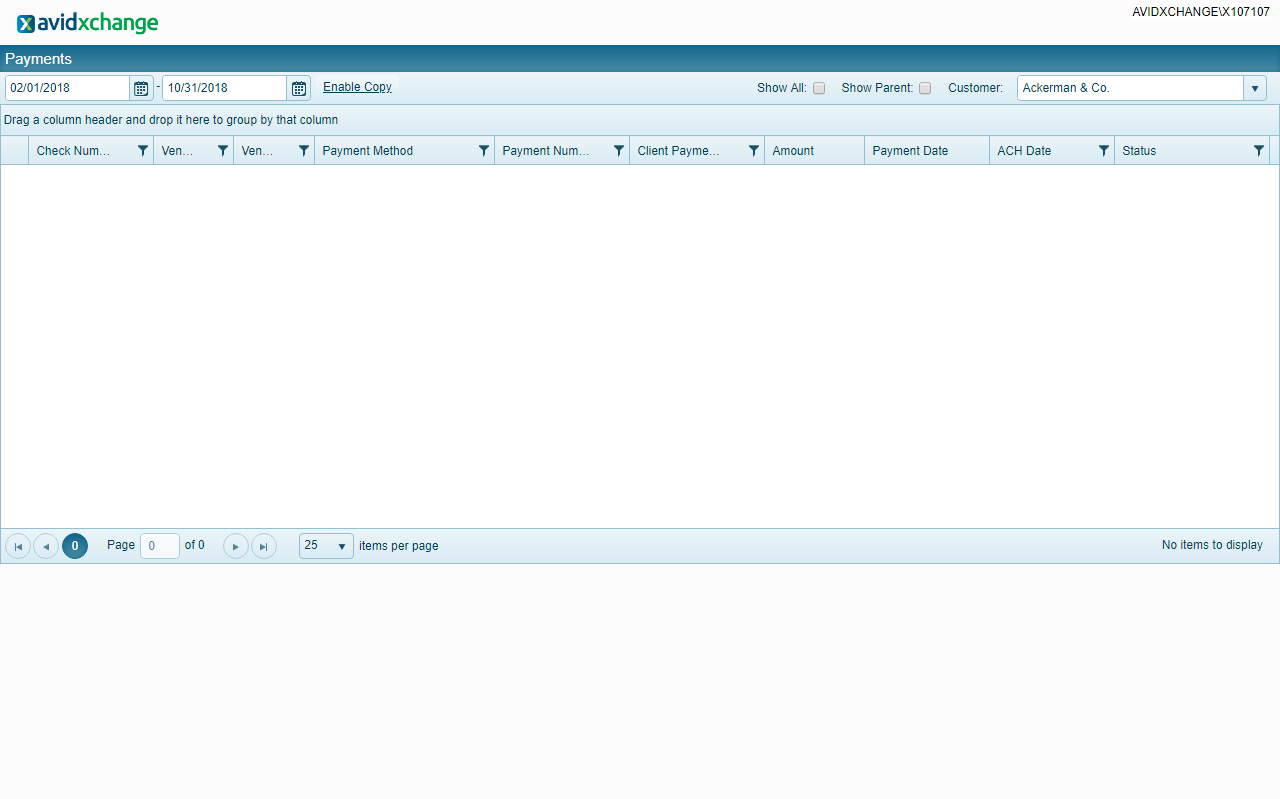 avidxchange
AVIDXCHANGE\X107107
Payments
02/01/2018 - 10/31/2018 Enable Copy Show All: Show Parent: Customer: Ackerman & Co.
Drag a column header and drop it here to group by that column
Check Num... Ven... Ven... Payment Method Payment Num... Client Payme... Amount Payment Date ACH Date Status
0 Page 0 of 0 25 items per page No items to display